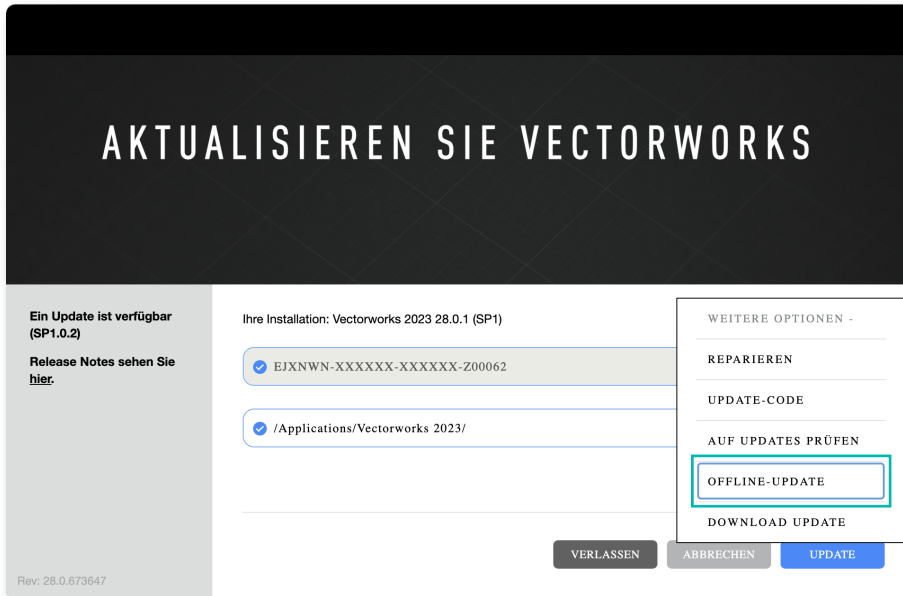 AKTUALISIEREN SIE VECTORWORKS
Ein Update ist verfügbar
(SP1.0.2)
Release Notes sehen Sie
hier.
Rev: 28.0.673647
Ihre Installation: Vectorworks 2023 28.0.1 (SP1)
EJXNWN-XXXXXX-XXXXXX-Z00062
/Applications/Vectorworks 2023/
WEITERE OPTIONEN -
REPARIEREN
UPDATE-CODE
AUF UPDATES PRÜFEN
OFFLINE-UPDATE
DOWNLOAD UPDATE
VERLASSEN
ABBRECHEN
UPDATE